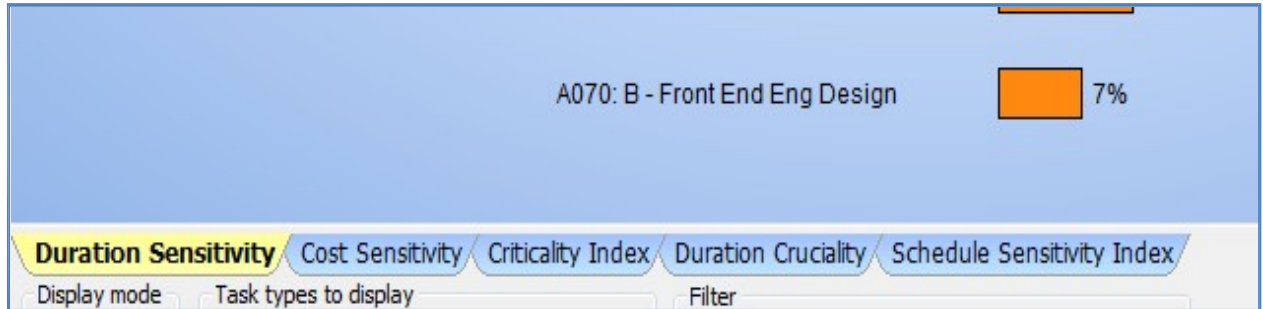 A070: B - Front End Eng Design 7%
Duration Sensitivity Cost Sensitivity Criticality Index Duration Cruciality Schedule Sensitivity Index
Display mode Task types to display Filter